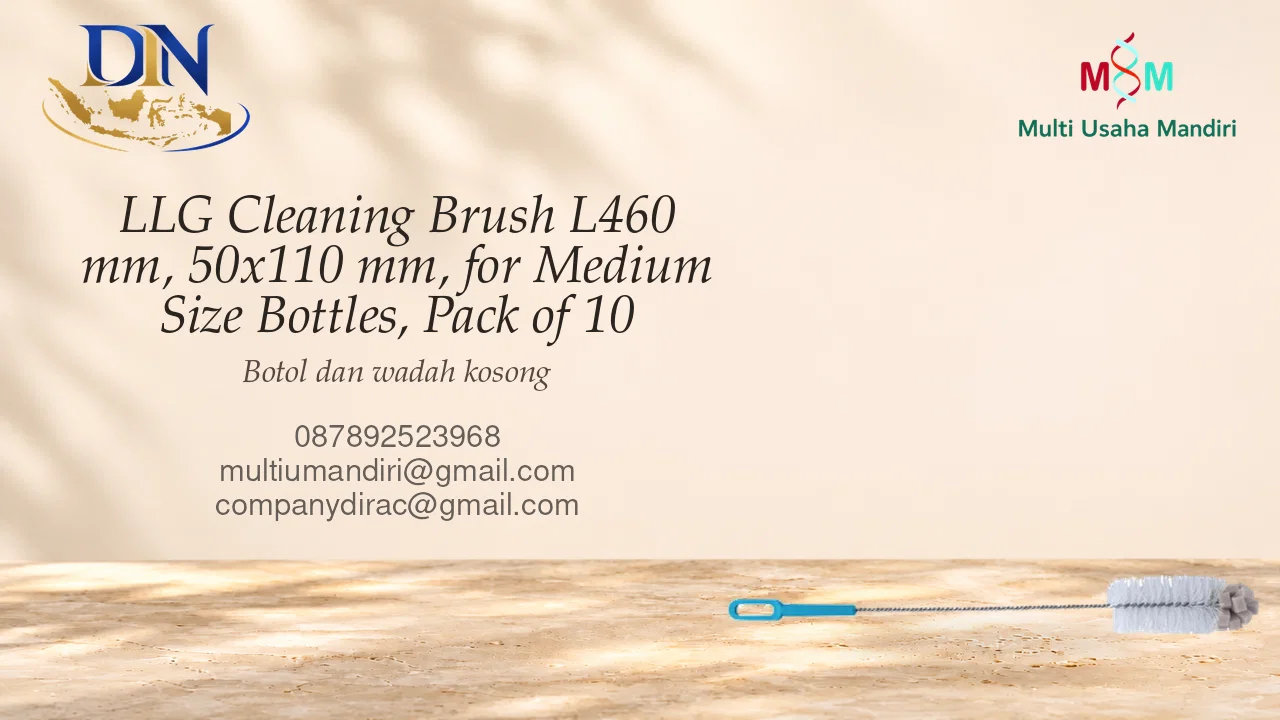 DIN
MSM
Multi Usaha Mandiri
LLG Cleaning Brush L460
mm, 50x110 mm, for Medium
Size Bottles, Pack of 10
Botol dan wadah kosong
087892523968
multiumandiri@gmail.com
companydirac@gmail.com